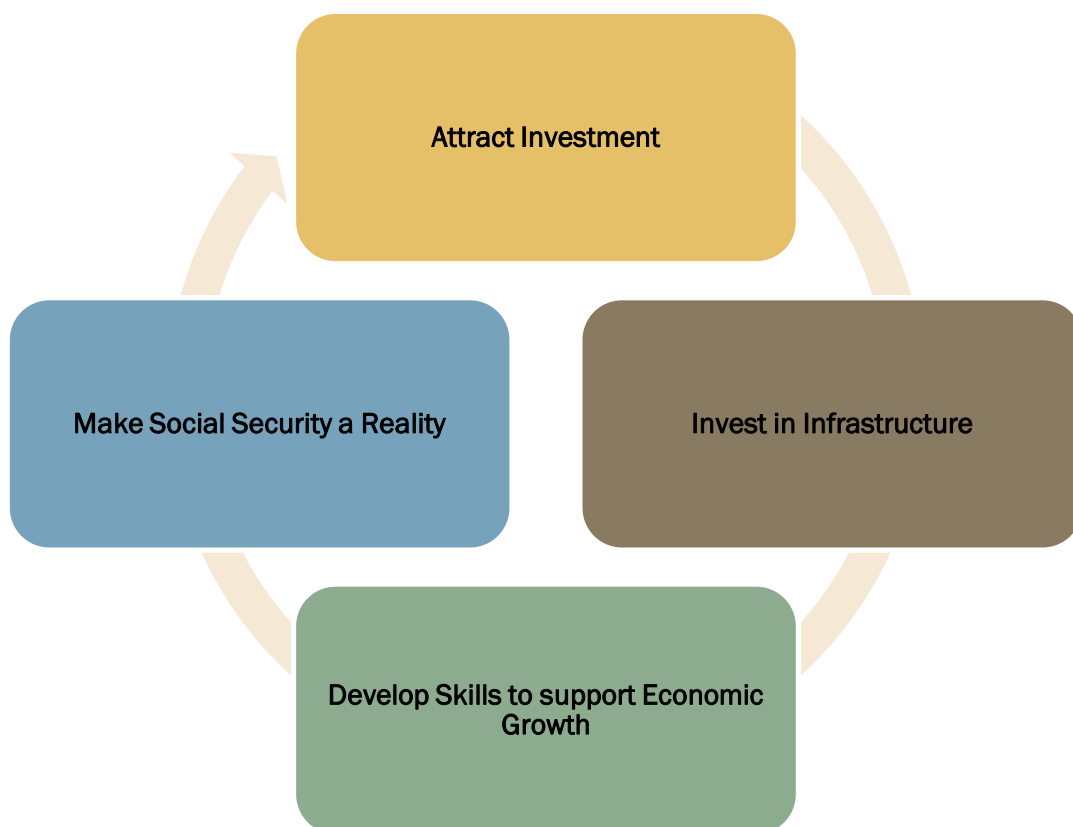 Attract Investment
Make Social Security a Reality
Invest in Infrastructure
Develop Skills to support Economic
Growth